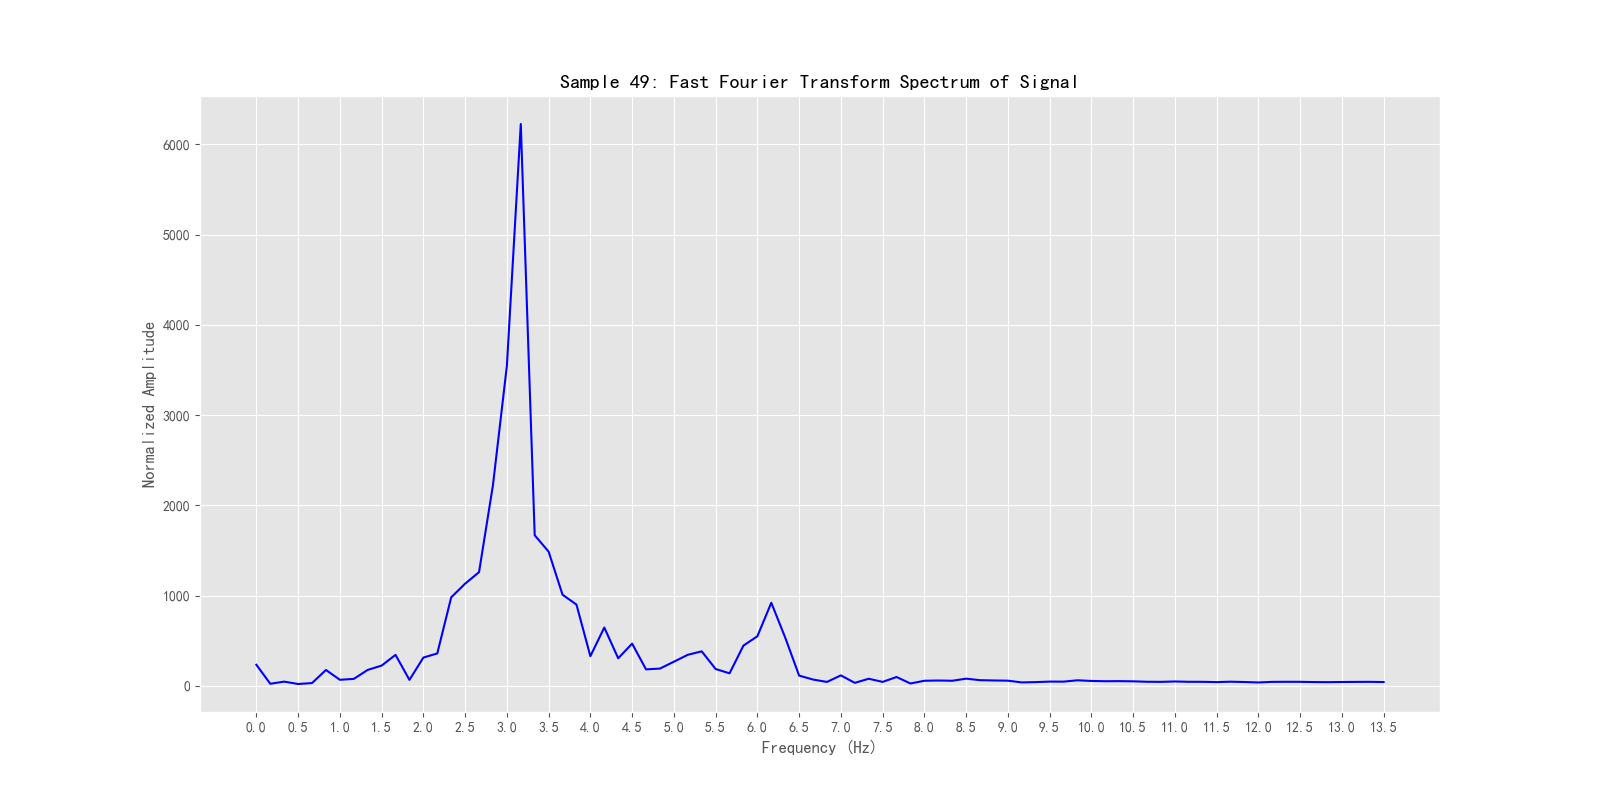 Sample 49: Fast Fourier Transform Spectrum of Signal
6000
5000
4000
3000
2000
1000
0
Normalized Amplitude
0.0 0.5 1.0 1.5 2.0 2.5 3.0 3.5 4.0 4.5 5.0 5.5 6.0 6.5 7.0 7.5 8.0 8.5 9.0 9.5 10.0 10.5 11.0 11.5 12.0 12.5 13.0 13.5
Frequency (Hz)